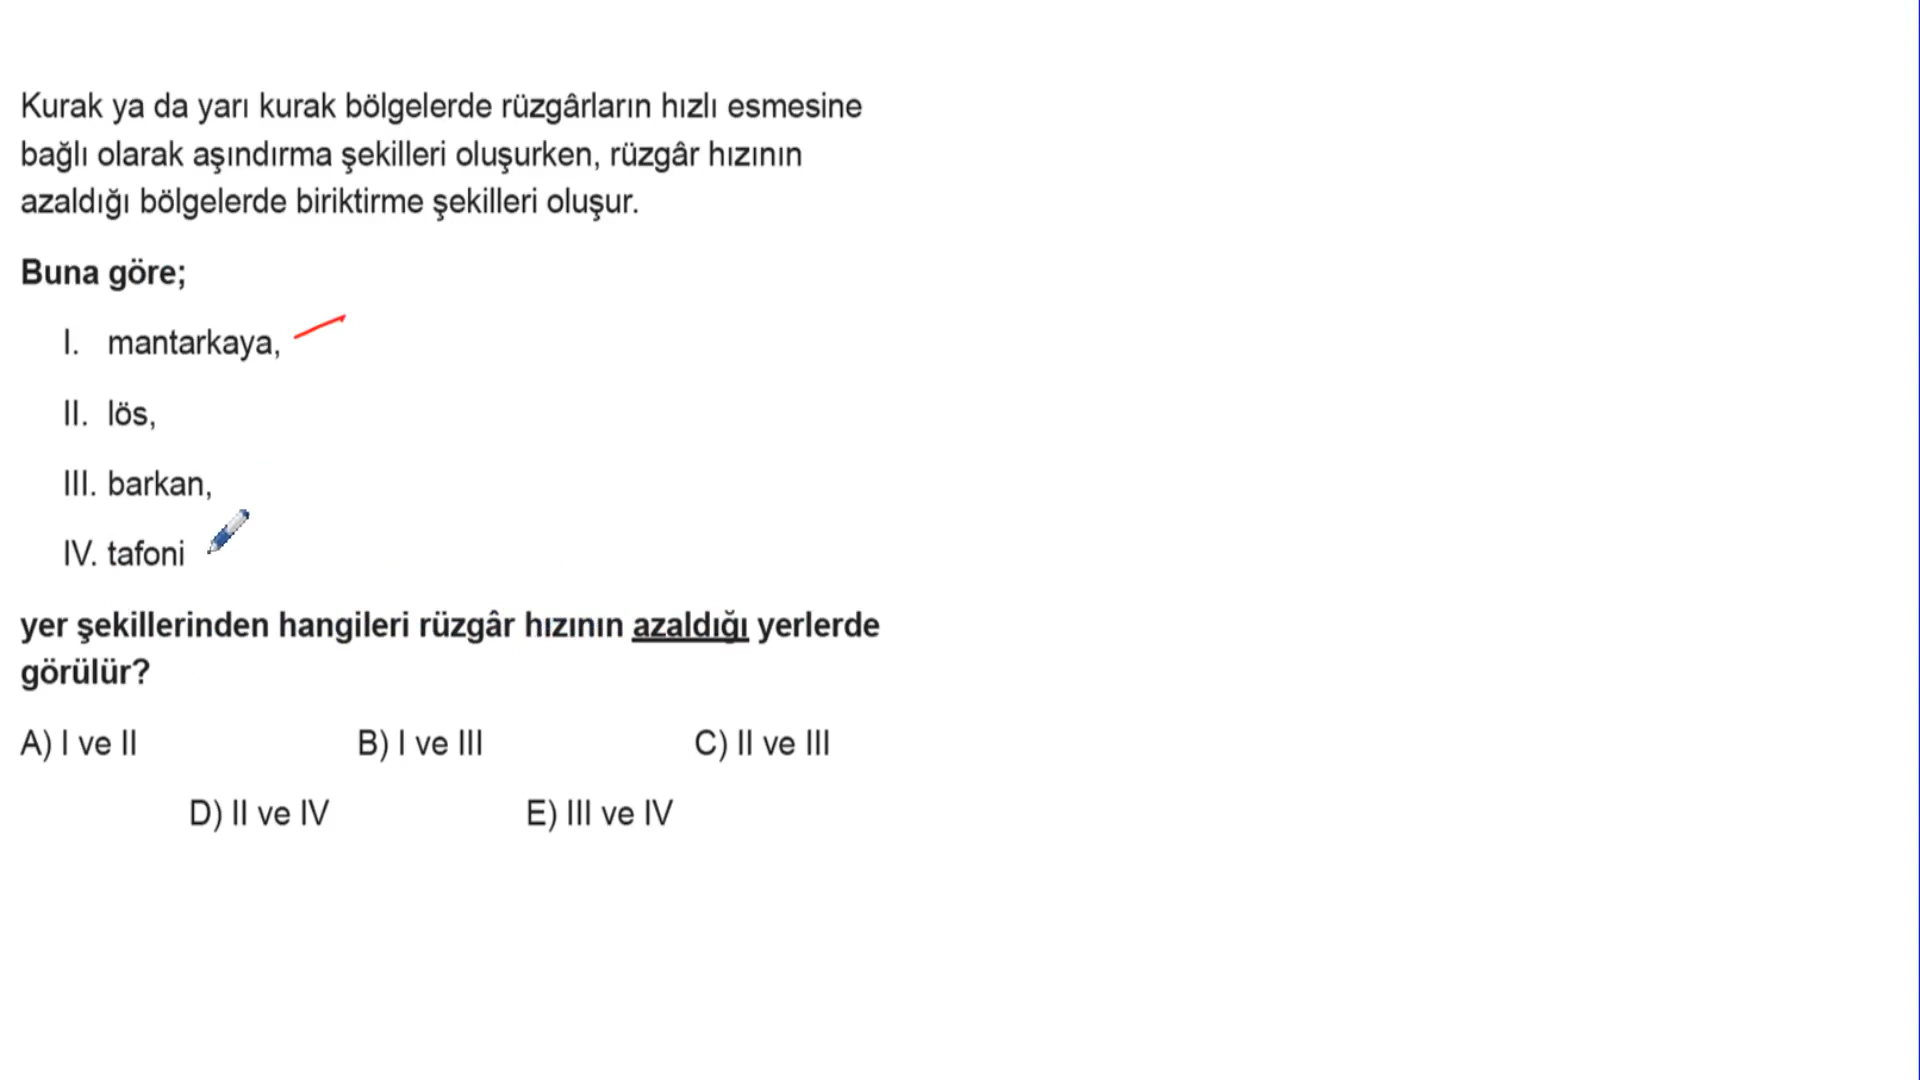 Kurak ya da yarı kurak bölgelerde rüzgârların hızlı esmesine
bağlı olarak aşındırma şekilleri oluşurken, rüzgâr hızının
azaldığı bölgelerde biriktirme şekilleri oluşur.
Buna göre;
I. mantarkaya,
II. lös,
III. barkan,
IV. tafoni
yer şekillerinden hangileri rüzgâr hızının azaldığı yerlerde
görülür?
A) I ve II B) I ve III C) II ve III
D) II ve IV E) III ve IV